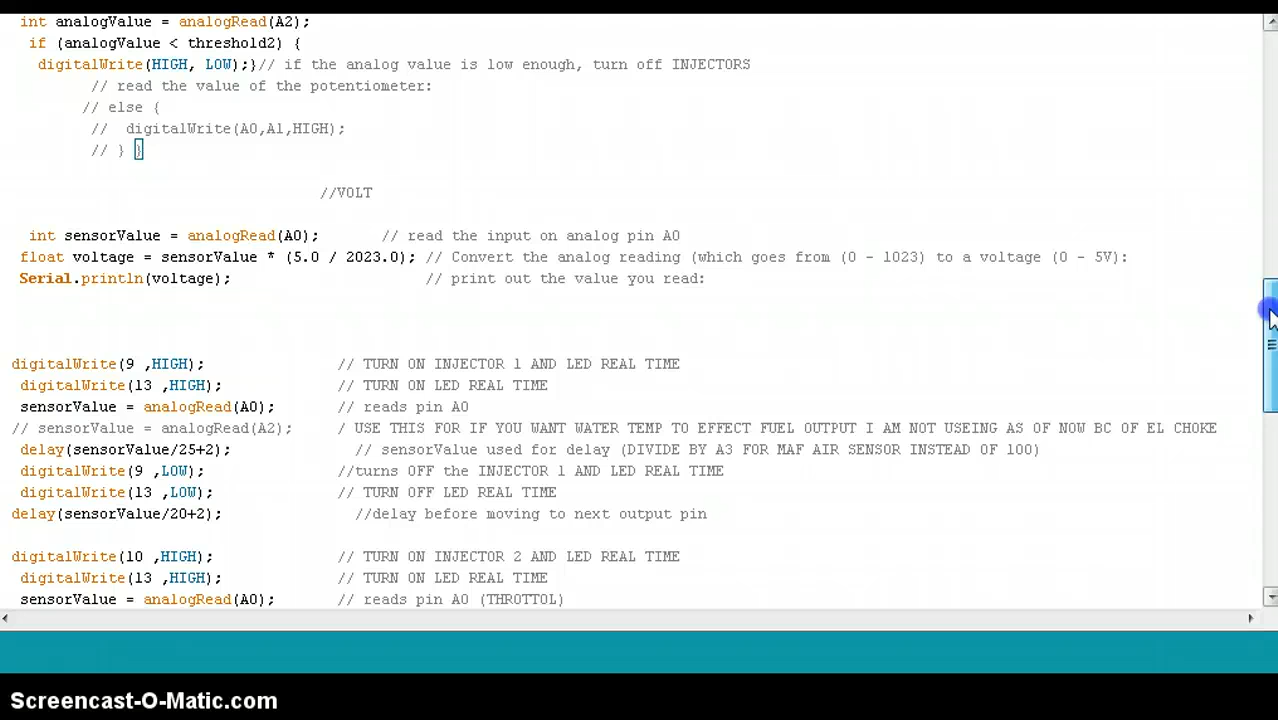 int analogValue = analogRead(A2);
if (analogValue < threshold2) {
digitalWrite(HIGH, LOW);}// if the analog value is low enough, turn off INJECTORS
// read the value of the potentiometer:
// else {
// digitalWrite(A0,A1,HIGH);
// } }
//VOLT
int sensorValue = analogRead(A0); // read the input on analog pin A0
float voltage = sensorValue * (5.0 / 2023.0); // Convert the analog reading (which goes from (0 - 1023) to a voltage (0 - 5V):
Serial.println(voltage); // print out the value you read:
digitalWrite(9 ,HIGH); // TURN ON INJECTOR 1 AND LED REAL TIME
digitalWrite(13 ,HIGH); // TURN ON LED REAL TIME
sensorValue = analogRead(A0); // reads pin A0
// sensorValue = analogRead(A2); / USE THIS FOR IF YOU WANT WATER TEMP TO EFFECT FUEL OUTPUT I AM NOT USEING AS OF NOW BC OF EL CHOKE
delay(sensorValue/25+2); // sensorValue used for delay (DIVIDE BY A3 FOR MAF AIR SENSOR INSTEAD OF 100)
digitalWrite(9 ,LOW); //turns OFF the INJECTOR 1 AND LED REAL TIME
digitalWrite(13 ,LOW); // TURN OFF LED REAL TIME
delay(sensorValue/20+2); //delay before moving to next output pin
digitalWrite(10 ,HIGH); // TURN ON INJECTOR 2 AND LED REAL TIME
digitalWrite(13 ,HIGH); // TURN ON LED REAL TIME
sensorValue = analogRead(A0); // reads pin A0 (THROTTOL)
Screencast-O-Matic.com